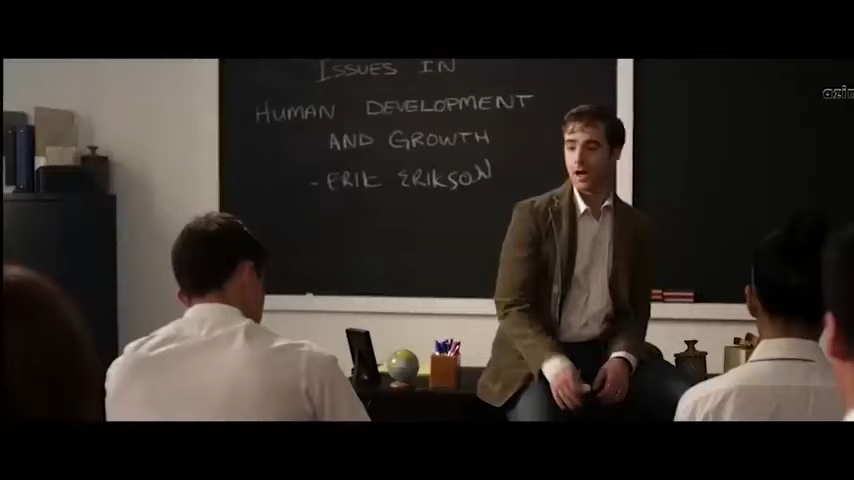 ISSUES IN
HUMAN DEVELOPMENT
AND GROWTH
- ERIK ERIKSON